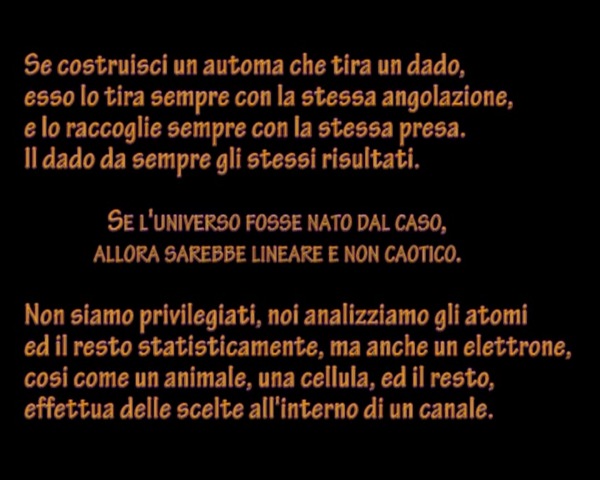 Se costruisci un automa che tira un dado,
esso lo tira sempre con la stessa angolazione,
e lo raccoglie sempre con la stessa presa.
Il dado da sempre gli stessi risultati.
SE L'UNIVERSO FOSSE NATO DAL CASO,
ALLORA SAREBBE LINEARE E NON CAOTICO.
Non siamo privilegiati, noi analizziamo gli atomi
ed il resto statisticamente, ma anche un elettrone,
cosi come un animale, una cellula, ed il resto,
effettua delle scelte all'interno di un canale.